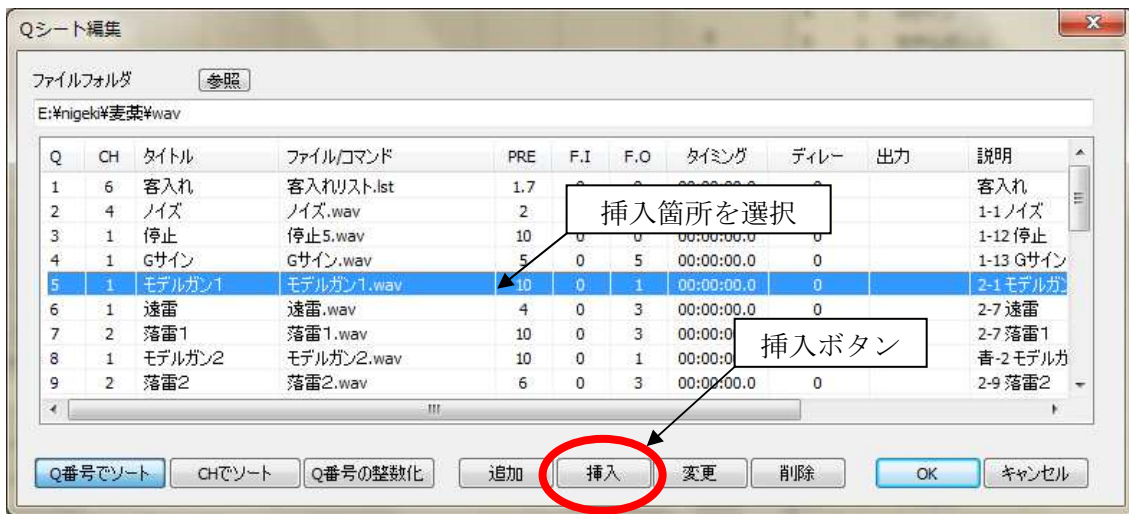 Qシート編集
ファイルフォルダ 参照
E:¥nigeki¥麦藁¥wav
Q CH タイトル ファイル/コマンド PRE F.I F.O タイミング ディレー 出力 説明
1 6 客入れ 客入れリスト.lst 1.7 客入れ
2 4 ノイズ ノイズ.wav 2 1-1ノイズ
挿入箇所を選択
3 1 停止 停止5.wav 10 0 0 00:00:00.0 0 1-12 停止
4 1 Gサイン Gサイン.wav 5 0 5 00:00:00.0 0 1-13 Gサイン
5 1 モデルガン1 モデルガン1.wav 10 0 1 00:00:00.0 0 2-1モデルガン
6 1 遠雷 遠雷.wav 4 0 3 00:00:00.0 0 2-7 遠雷
7 2 落雷1 落雷1.wav 10 0 3 00:00:0 2-7 落雷1
挿入ボタン
8 1 モデルガン2 モデルガン2.wav 10 0 1 00:00:0 青-2モデルガ
9 2 落雷2 落雷2.wav 6 0 3 00:00:00.0 0 2-9 落雷2
Q番号でソート CHでソート Q番号の整数化 追加 挿入 変更 削除 OK キャンセル